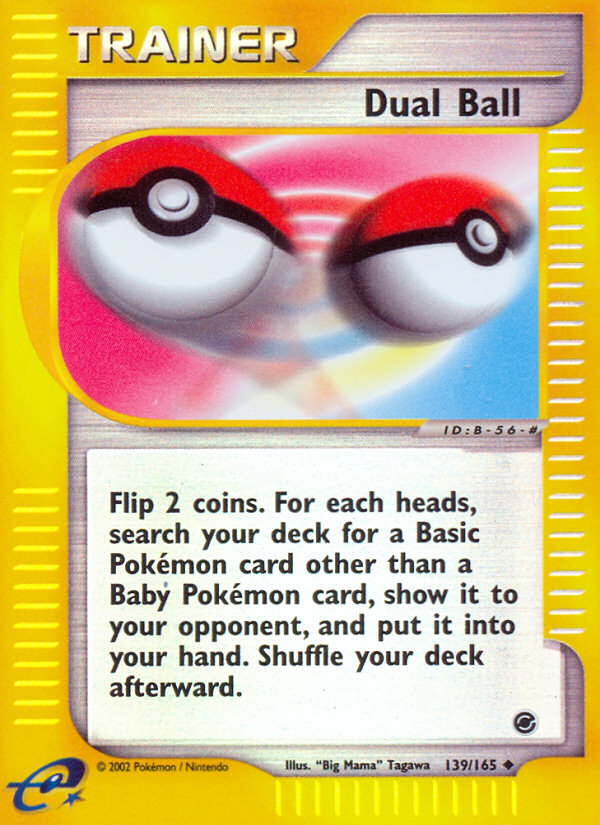 TRAINER
Dual Ball
ID:B-56-#
Flip 2 coins. For each heads,
search your deck for a Basic
Pokémon card other than a
Baby Pokémon card, show it to
your opponent, and put it into
your hand. Shuffle your deck
afterward.
© 2002 Pokémon / Nintendo Illus. "Big Mama" Tagawa 139/165 ◆
e